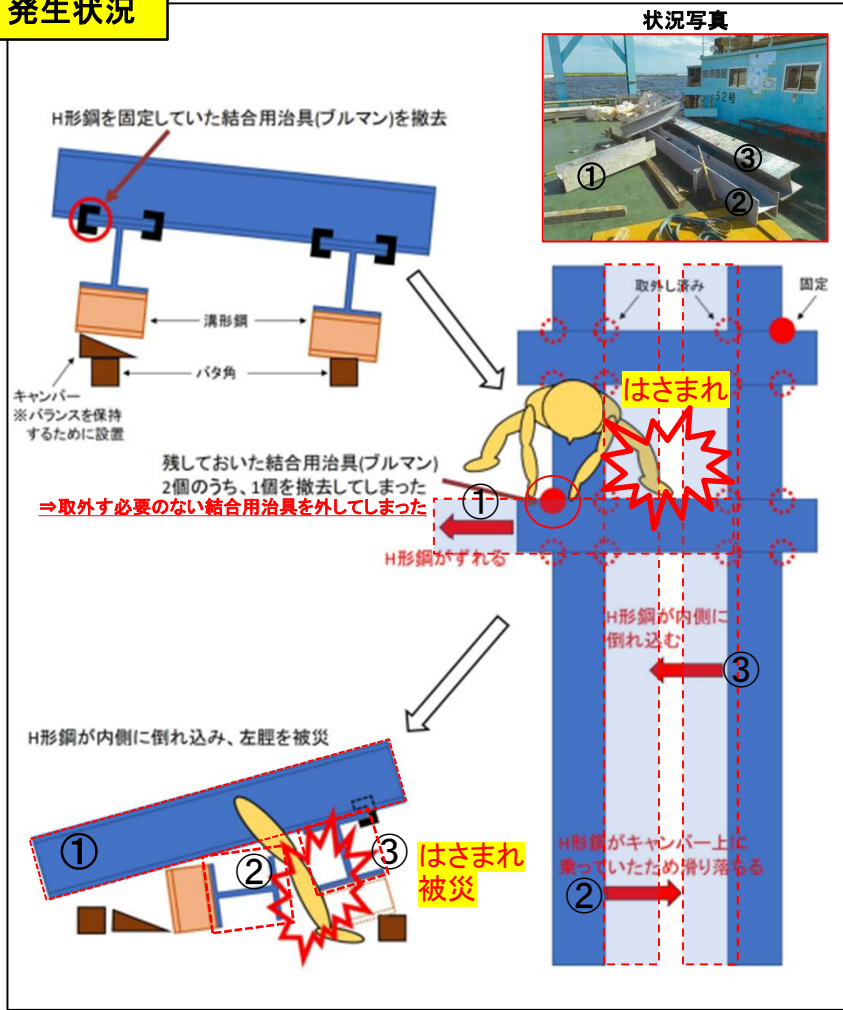 発生状況
状況写真
①
②
③
52号
H形鋼を固定していた結合用治具(ブルマン)を撤去
溝形鋼
バタ角
キャンバー
※バランスを保持
するために設置
取外し済み
固定
はさまれ
残しておいた結合用治具(ブルマン)
2個のうち、1個を撤去してしまった
⇒取外す必要のない結合用治具を外してしまった
①
H形鋼がずれる
H形鋼が内側に
倒れ込む
③
H形鋼がキャンバー上に
乗っていたため滑り落ちる
②
H形鋼が内側に倒れ込み、左脛を被災
①
②
③
はさまれ
被災